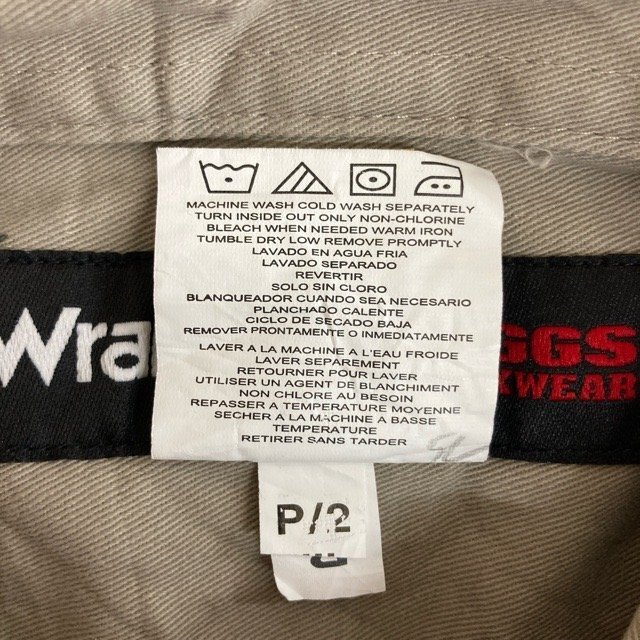 MACHINE WASH COLD WASH SEPARATELY
TURN INSIDE OUT ONLY NON-CHLORINE
BLEACH WHEN NEEDED WARM IRON
TUMBLE DRY LOW REMOVE PROMPTLY
LAVADO EN AGUA FRIA
LAVADO SEPARADO
REVERTIR
SOLO SIN CLORO
BLANQUEADOR CUANDO SEA NECESARIO
PLANCHADO CALIENTE
CICLO DE SECADO BAJA
REMOVER PRONTAMENTE O INMEDIATAMENTE
LAVER A LA MACHINE A L'EAU FROIDE
LAVER SEPAREMENT
RETOURNER POUR LAVER
UTILISER UN AGENT DE BLANCHIMENT
NON CHLORE AU BESOIN
REPASSER A TEMPERATURE MOYENNE
SECHER A LA MACHINE A BASSE
TEMPERATURE
RETIRER SANS TARDER
Wra
GGS
KWEAR
P/2